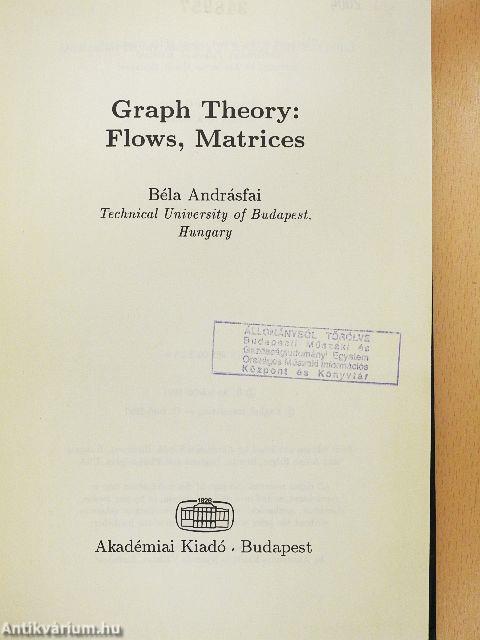 Graph Theory:
Flows, Matrices
Béla Andrásfai
Technical University of Budapest,
Hungary
ÁLLOMÁNYBÓL TÖRÖLVE
Budapesti Műszaki és
Gazdaságtudományi Egyetem
Országos Műszaki Információs
Központ és Könyvtár
1828
Akadémiai Kiadó · Budapest
Antikvárium.hu